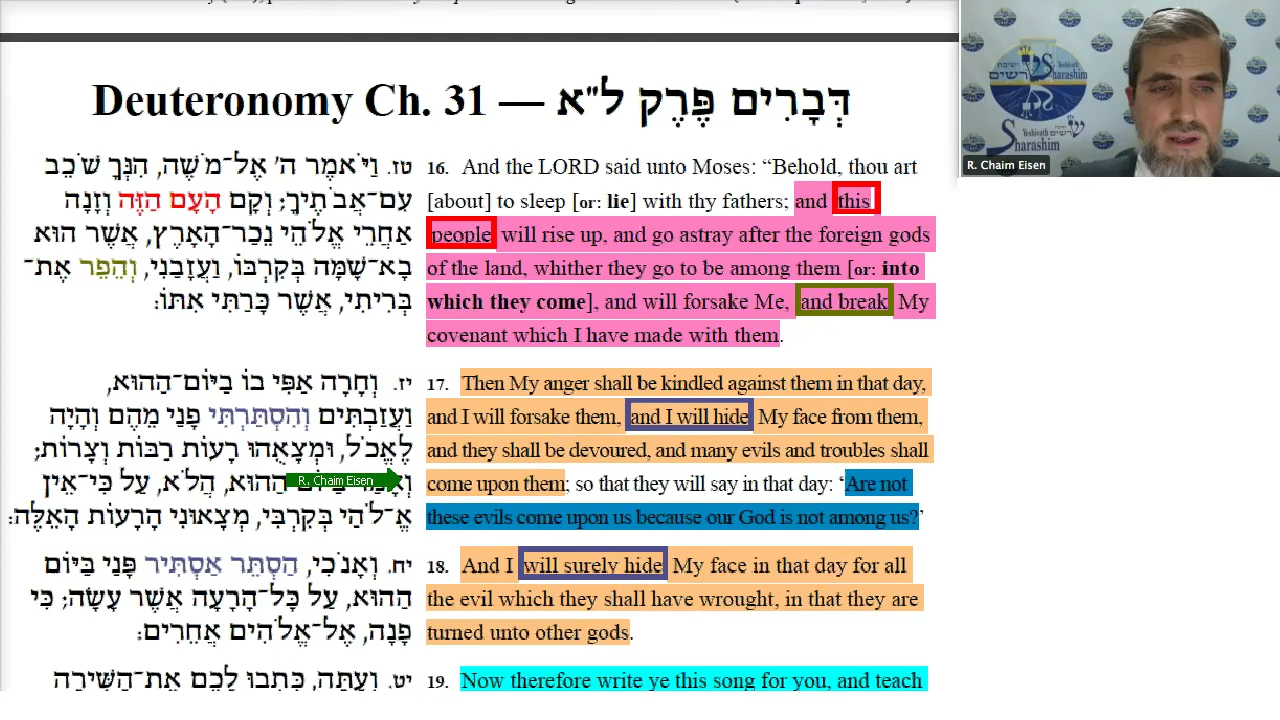 Deuteronomy Ch. 31 — דְּבָרִים פֶּרֶק ל"א
טז. וַיֹּאמֶר ה' אֶל־מֹשֶׁה, הִנְּךָ שֹׁכֵב
עִם־אֲבֹתֶיךָ; וְקָם הָעָם הַזֶּה וְזָנָה
אַחֲרֵי אֱלֹהֵי נֵכַר־הָאָרֶץ, אֲשֶׁר הוּא
בָא־שָׁמָּה בְּקִרְבּוֹ, וַעֲזָבַנִי, וְהֵפֵר אֶת־
בְּרִיתִי, אֲשֶׁר כָּרַתִּי אִתּוֹ:
16. And the LORD said unto Moses: “Behold, thou art
[about] to sleep [or: lie] with thy fathers; and this
people will rise up, and go astray after the foreign gods
of the land, whither they go to be among them [or: into
which they come], and will forsake Me, and break My
covenant which I have made with them.
יז. וְחָרָה אַפִּי בוֹ בַיּוֹם־הַהוּא,
וַעֲזַבְתִּים וְהִסְתַּרְתִּי פָנַי מֵהֶם וְהָיָה
לֶאֱכֹל, וּמְצָאֻהוּ רָעוֹת רַבּוֹת וְצָרוֹת;
הַהוּא, הֲלֹא, עַל כִּי־אֵין
אֱ־לֹהַי בְּקִרְבִּי, מְצָאוּנִי הָרָעוֹת הָאֵלֶּה:
17. Then My anger shall be kindled against them in that day,
and I will forsake them, and I will hide My face from them,
and they shall be devoured, and many evils and troubles shall
come upon them; so that they will say in that day: ‘Are not
these evils come upon us because our God is not among us?’
יח. וְאָנֹכִי, הַסְתֵּר אַסְתִּיר פָּנַי בַּיּוֹם
הַהוּא, עַל כָּל־הָרָעָה אֲשֶׁר עָשָׂה; כִּי
פָנָה, אֶל־אֱלֹהִים אֲחֵרִים:
18. And I will surely hide My face in that day for all
the evil which they shall have wrought, in that they are
turned unto other gods.
יט. וְעַתָּה, כִּתְבוּ לָכֶם אֶת־הַשִּׁירָה
19. Now therefore write ye this song for you, and teach
R. Chaim Eisen
ישיבת
שרשים
Sharashim
Yeshivath
Sharashim
R. Chaim Eisen